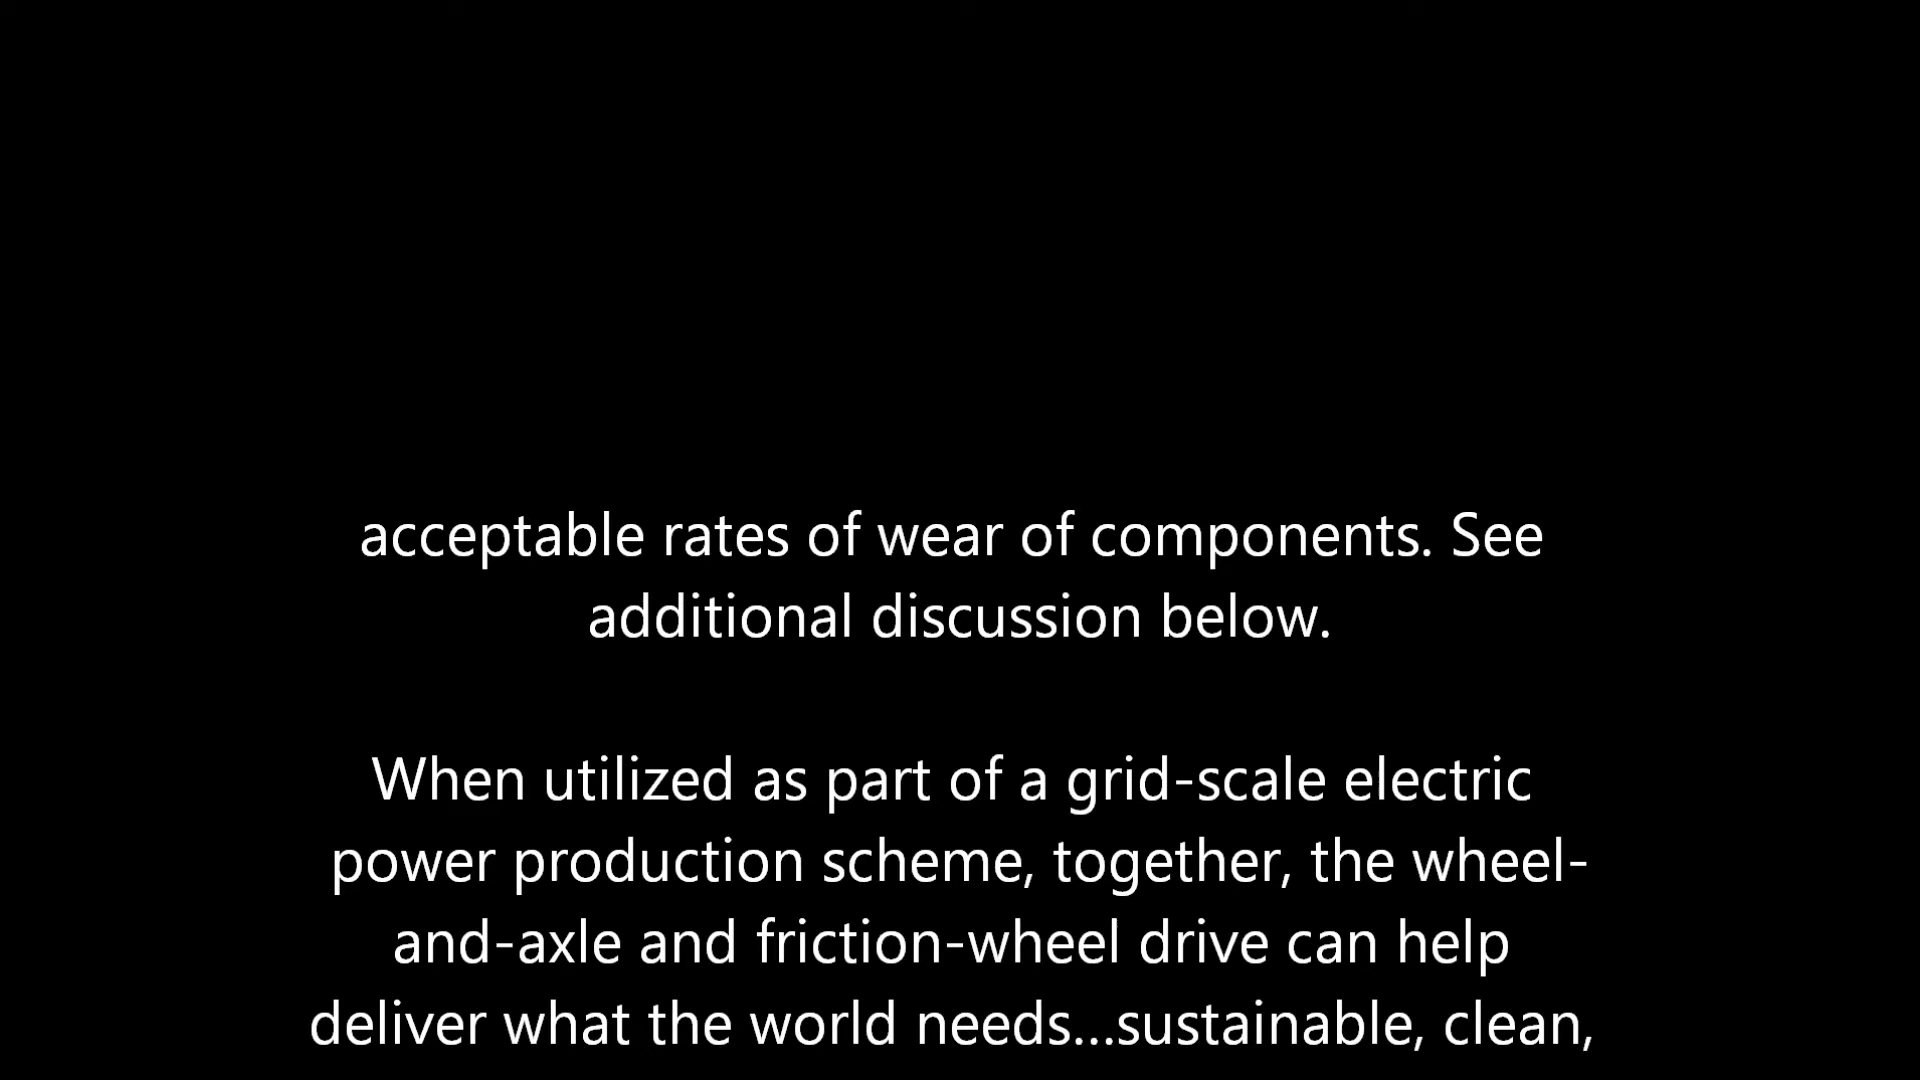 acceptable rates of wear of components. See
additional discussion below.
When utilized as part of a grid-scale electric
power production scheme, together, the wheel-
and-axle and friction-wheel drive can help
deliver what the world needs...sustainable, clean,